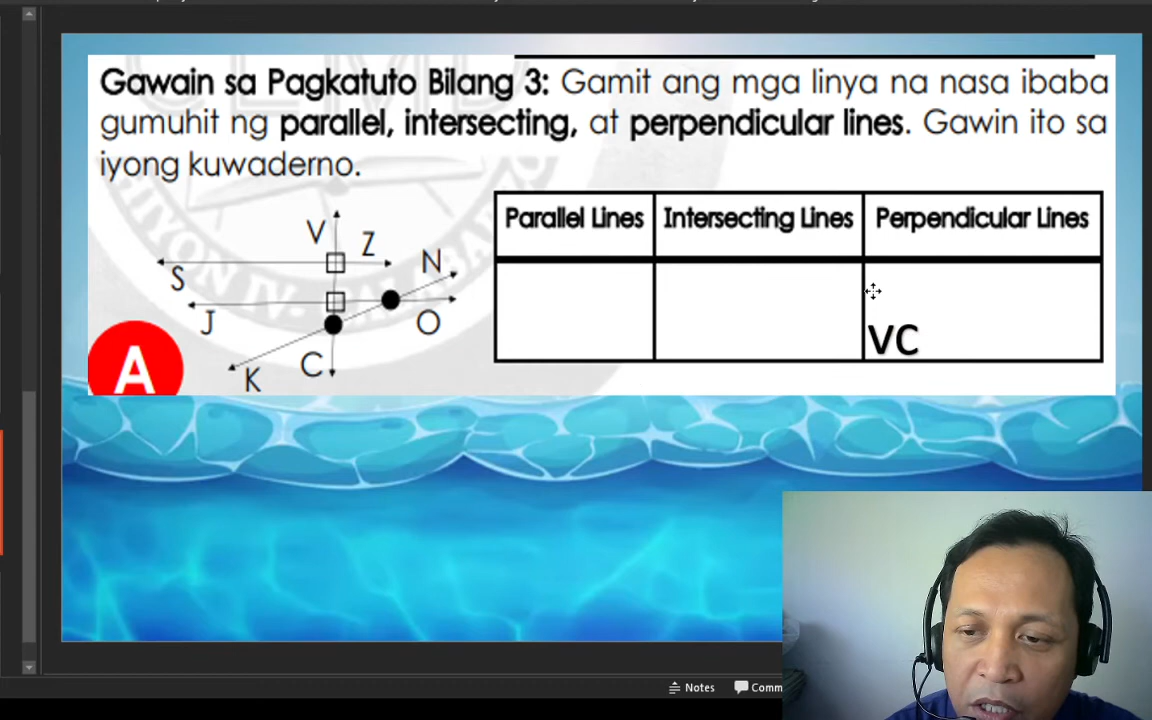 Gawain sa Pagkatuto Bilang 3: Gamit ang mga linya na nasa ibaba
gumuhit ng parallel, intersecting, at perpendicular lines. Gawin ito sa
iyong kuwaderno.
V
Z
N
S
J
O
C
K
A
Parallel Lines
Intersecting Lines
Perpendicular Lines
VC
Notes
Comm